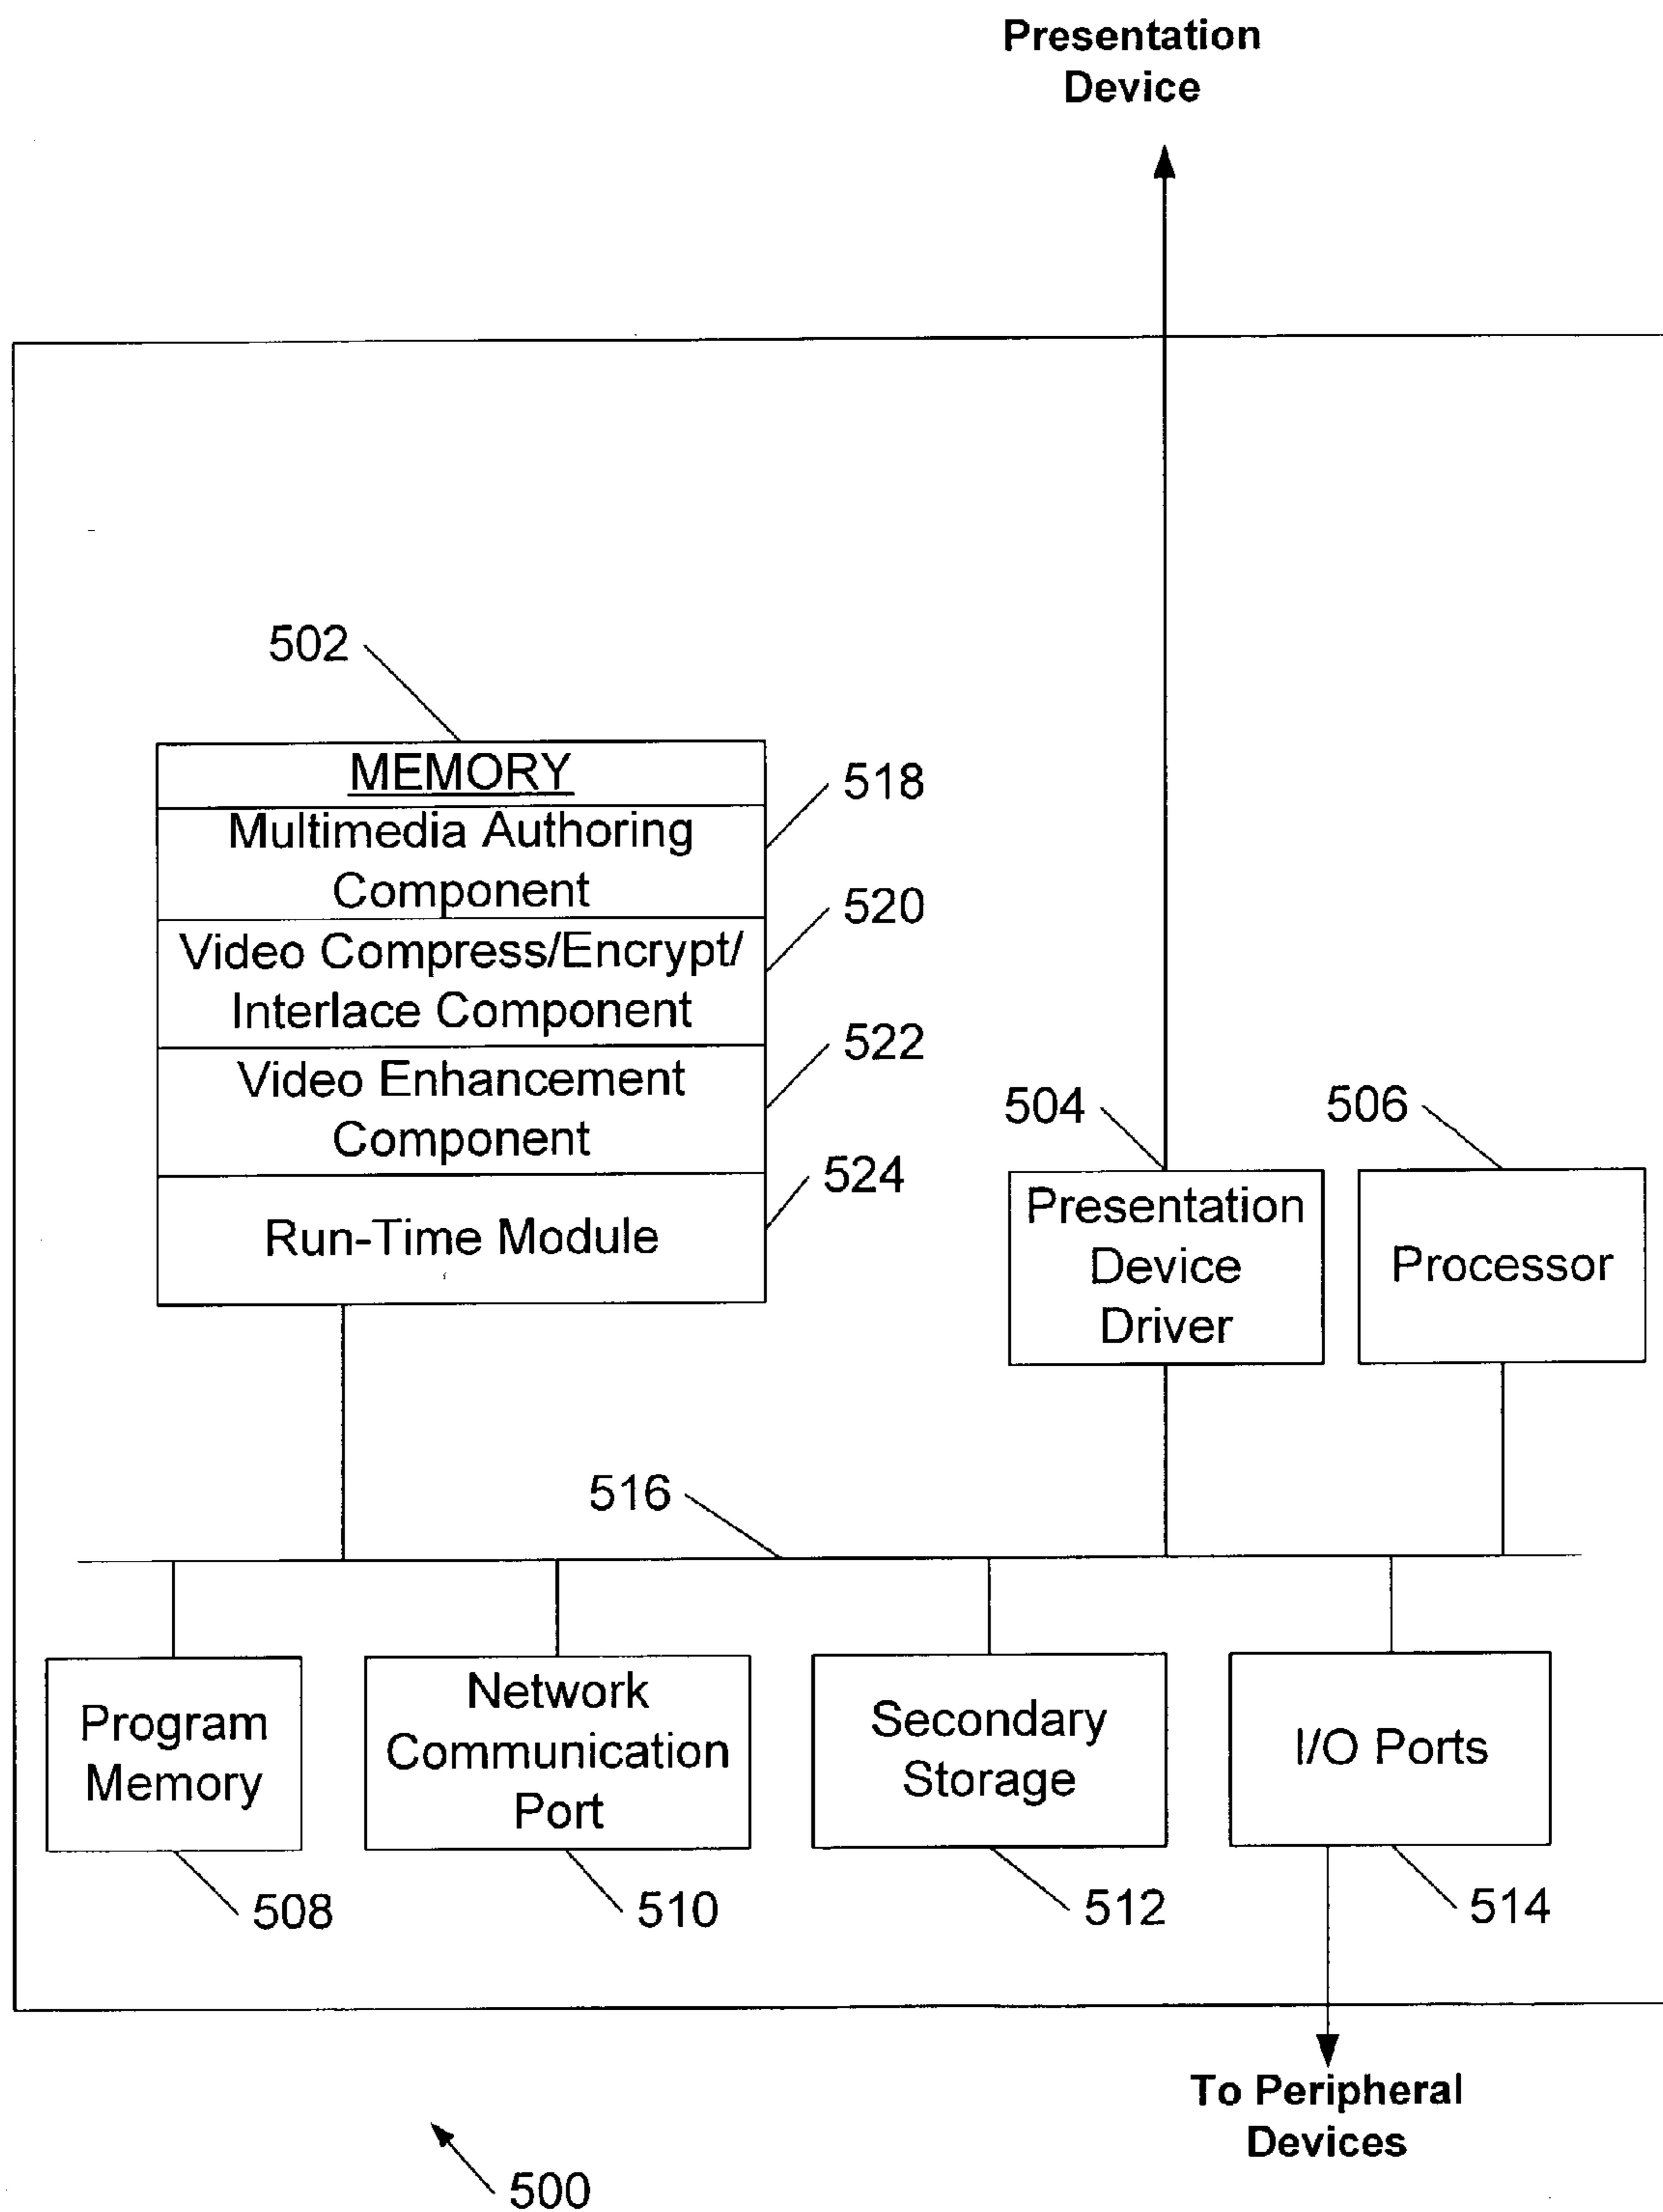 Presentation
Device
502
MEMORY
518
Multimedia Authoring
Component
520
Video Compress/Encrypt/
Interlace Component
522
Video Enhancement
Component
524
Run-Time Module
504
506
Presentation
Device
Driver
Processor
516
Program
Memory
Network
Communication
Port
Secondary
Storage
I/O Ports
508
510
512
514
To Peripheral
Devices
500